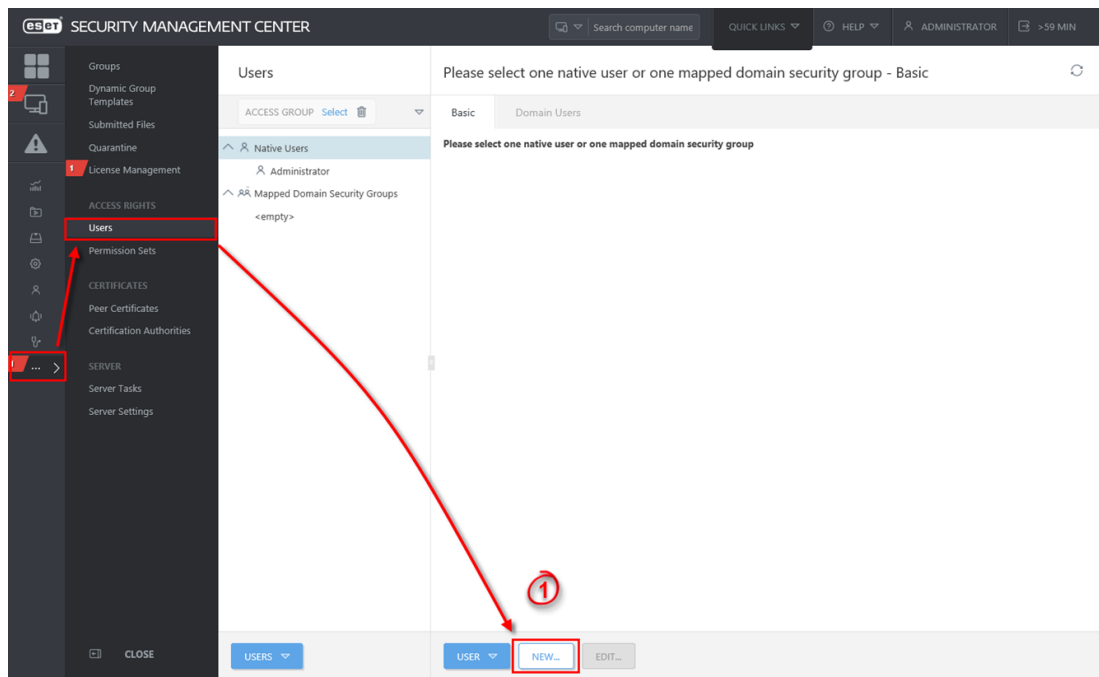 eset SECURITY MANAGEMENT CENTER
Search computer name
QUICK LINKS
HELP
ADMINISTRATOR
>59 MIN
2
Groups
Dynamic Group
Templates
Submitted Files
Quarantine
1
License Management
ACCESS RIGHTS
Users
Permission Sets
CERTIFICATES
Peer Certificates
Certification Authorities
1
...
SERVER
Server Tasks
Server Settings
CLOSE
Users
ACCESS GROUP Select
Native Users
Administrator
Mapped Domain Security Groups
<empty>
USERS
Please select one native user or one mapped domain security group - Basic
Basic
Domain Users
Please select one native user or one mapped domain security group
1
USER
NEW...
EDIT...